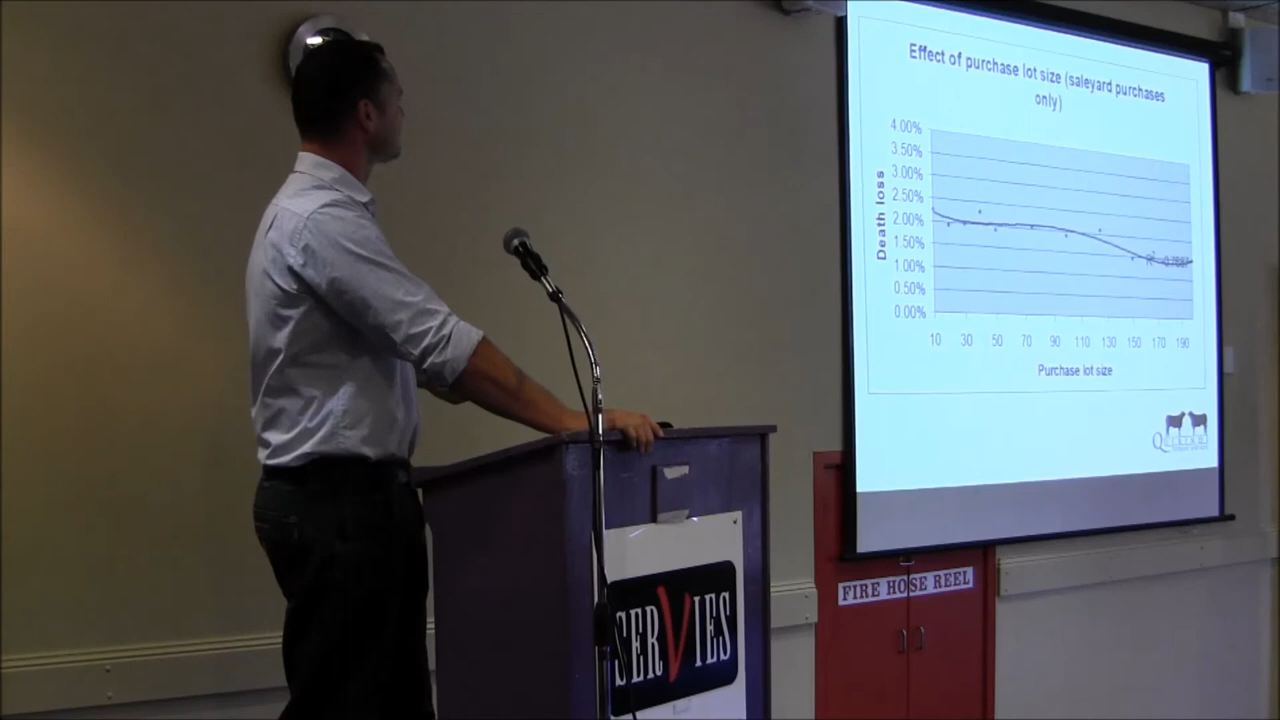 Effect of purchase lot size (saleyard purchases
only)
4.00%
3.50%
3.00%
2.50%
2.00%
1.50%
1.00%
0.50%
0.00%
Death loss
10 30 50 70 90 110 130 150 170 190
Purchase lot size
FIRE HOSE REEL
SERVIES